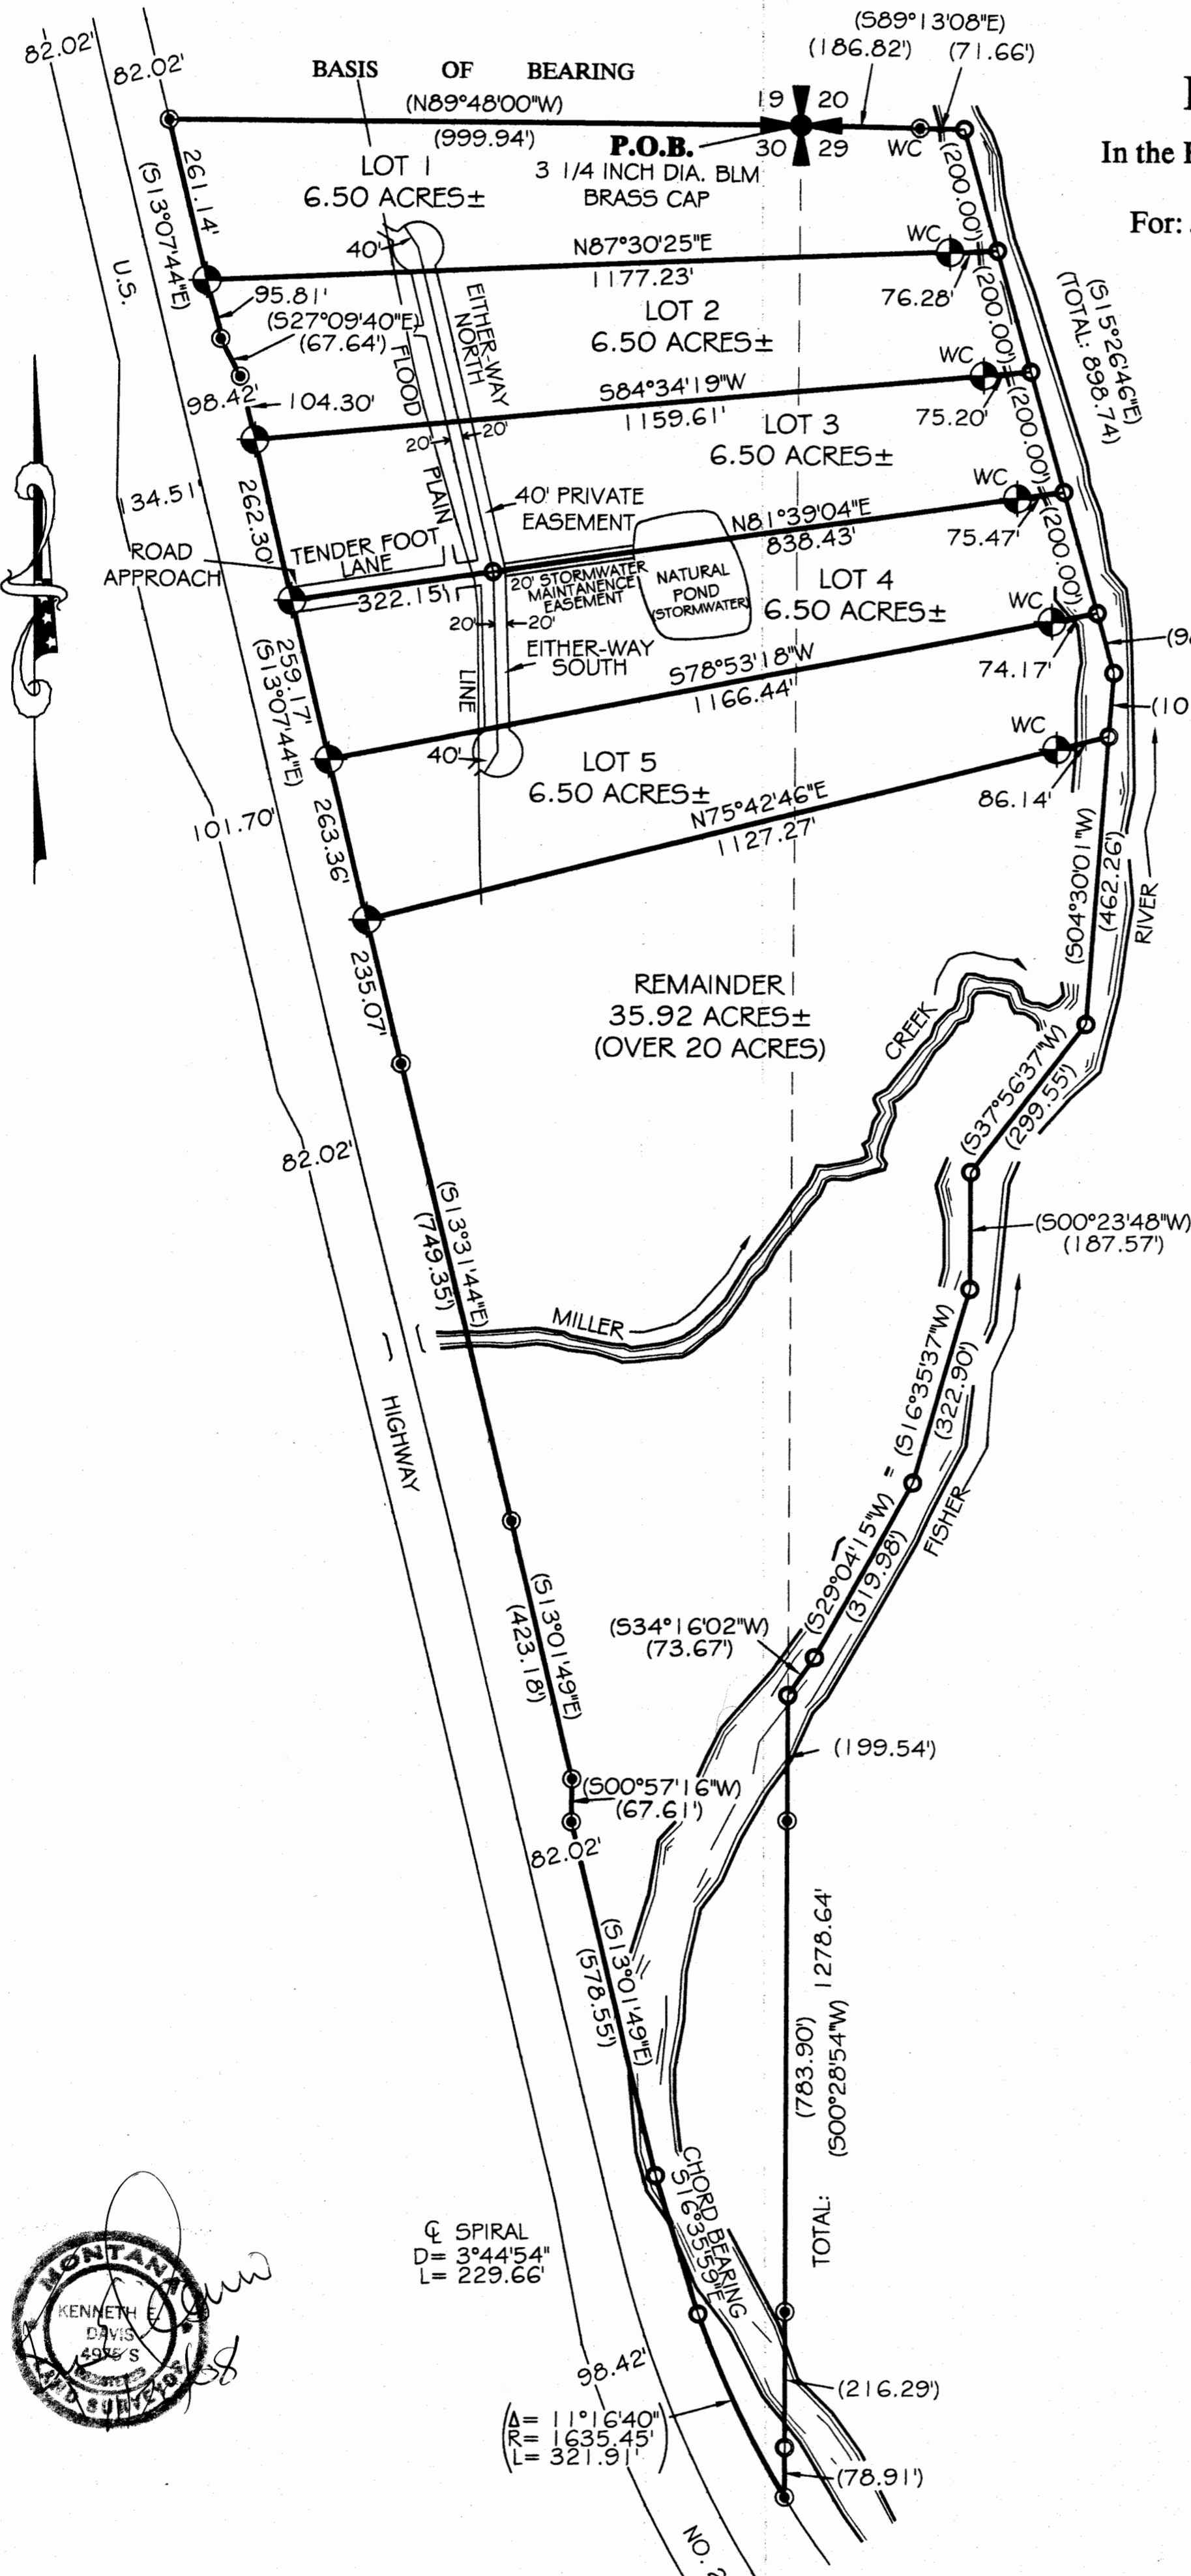 (S89°13'08"E)
(186.82') (71.66')
82.02'
82.02'
BASIS OF BEARING
(N89°48'00"W)
(999.94')
19 20
30 29
P.O.B.
3 1/4 INCH DIA. BLM
BRASS CAP
WC
In the
For:
LOT 1
6.50 ACRES±
261.14'
(S13°07'44"E)
U.S.
40'
N87°30'25"E
1177.23'
WC
76.28'
(200.00')
95.81'
(S27°09'40"E)
(67.64')
98.42'
104.30'
FLOOD
PLAIN
LINE
EITHER-WAY
NORTH
LOT 2
6.50 ACRES±
(200.00')
(S15°26'46"E)
(TOTAL: 898.74)
S84°34'19"W
1159.61'
WC
75.20'
20' 20'
LOT 3
6.50 ACRES±
(200.00')
262.30'
134.51'
ROAD
APPROACH
TENDER FOOT
LANE
322.15'
40' PRIVATE
EASEMENT
N81°39'04"E
838.43'
WC
75.47'
20' STORMWATER
MAINTANENCE
EASEMENT
NATURAL
POND
(STORMWATER)
LOT 4
6.50 ACRES±
(200.00')
20' 20'
EITHER-WAY
SOUTH
259.17'
(S13°07'44"E)
S78°53'18"W
1166.44'
WC
74.17'
(10
40'
LOT 5
6.50 ACRES±
WC
86.14'
N75°42'46"E
1127.27'
263.36'
101.70'
(S04°30'01"W)
(462.26')
RIVER
235.07'
REMAINDER
35.92 ACRES±
(OVER 20 ACRES)
CREEK
(S37°56'37"W)
(299.55')
82.02'
(S13°31'44"E)
(749.35')
(S00°23'48"W)
(187.57')
MILLER
HIGHWAY
(S16°35'37"W)
(322.90')
FISHER
(S29°04'15"W)
(319.98')
(S34°16'02"W)
(73.67')
(S13°01'49"E)
(423.18')
(199.54')
(S00°57'16"W)
(67.61')
82.02'
(S13°01'49"E)
(578.55')
(783.90')
TOTAL: (S00°28'54"W) 1278.64'
CHORD BEARING
S16°35'59"E
℄ SPIRAL
D= 3°44'54"
L= 229.66'
MONTANA
KENNETH E.
DAVIS
4975 S
LAND SURVEYOR
98.42'
(216.29')
(Δ= 11°16'40"
R= 1635.45'
L= 321.91')
(78.91')
NO. 2